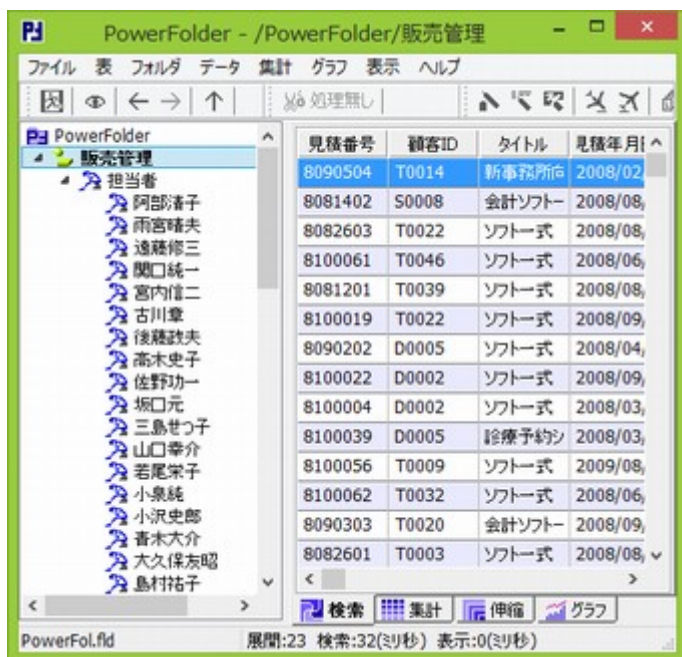 PowerFolder - /PowerFolder/販売管理
ファイル 表 フォルダ データ 集計 グラフ 表示 ヘルプ
処理無し
PowerFolder
販売管理
担当者
阿部渚子
雨宮晴夫
遠藤修三
関口純一
宮内信二
古川章
後藤政夫
高木史子
佐野功一
坂口元
三島せつ子
山口幸介
若尾栄子
小泉純
小沢史郎
青木大介
大久保友昭
島村祐子
見積番号 顧客ID タイトル 見積年月
8090504 T0014 新事務所 2008/02/
8081402 S0008 会計ソフトー 2008/08/
8082603 T0022 ソフト一式 2008/08/
8100061 T0046 ソフト一式 2008/06/
8081201 T0039 ソフト一式 2008/08/
8100019 T0022 ソフト一式 2008/09/
8090202 D0005 ソフト一式 2008/04/
8100022 D0002 ソフト一式 2008/09/
8100004 D0002 ソフト一式 2008/03/
8100039 D0005 診療予約シ 2008/03/
8100056 T0009 ソフト一式 2009/08/
8100062 T0032 ソフト一式 2008/06/
8090303 T0020 会計ソフトー 2008/09/
8082601 T0003 ソフト一式 2008/08/
検索 集計 伸縮 グラフ
PowerFol.fld 展開:23 検索:32(ミリ秒) 表示:0(ミリ秒)